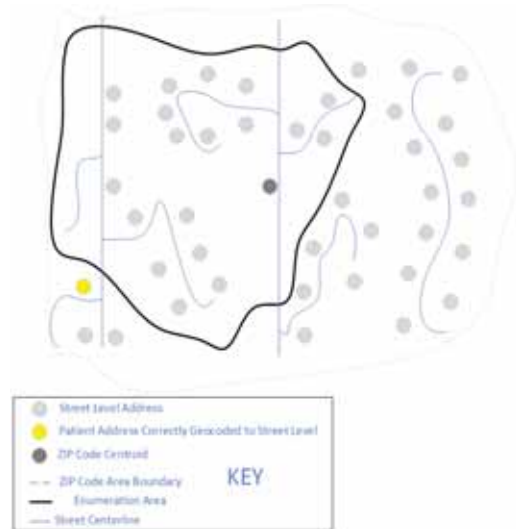 Street Level Address
Patient Address Correctly Geocoded to Street Level
ZIP Code Centroid
ZIP Code Area Boundary
KEY
Enumeration Area
Street Centerline